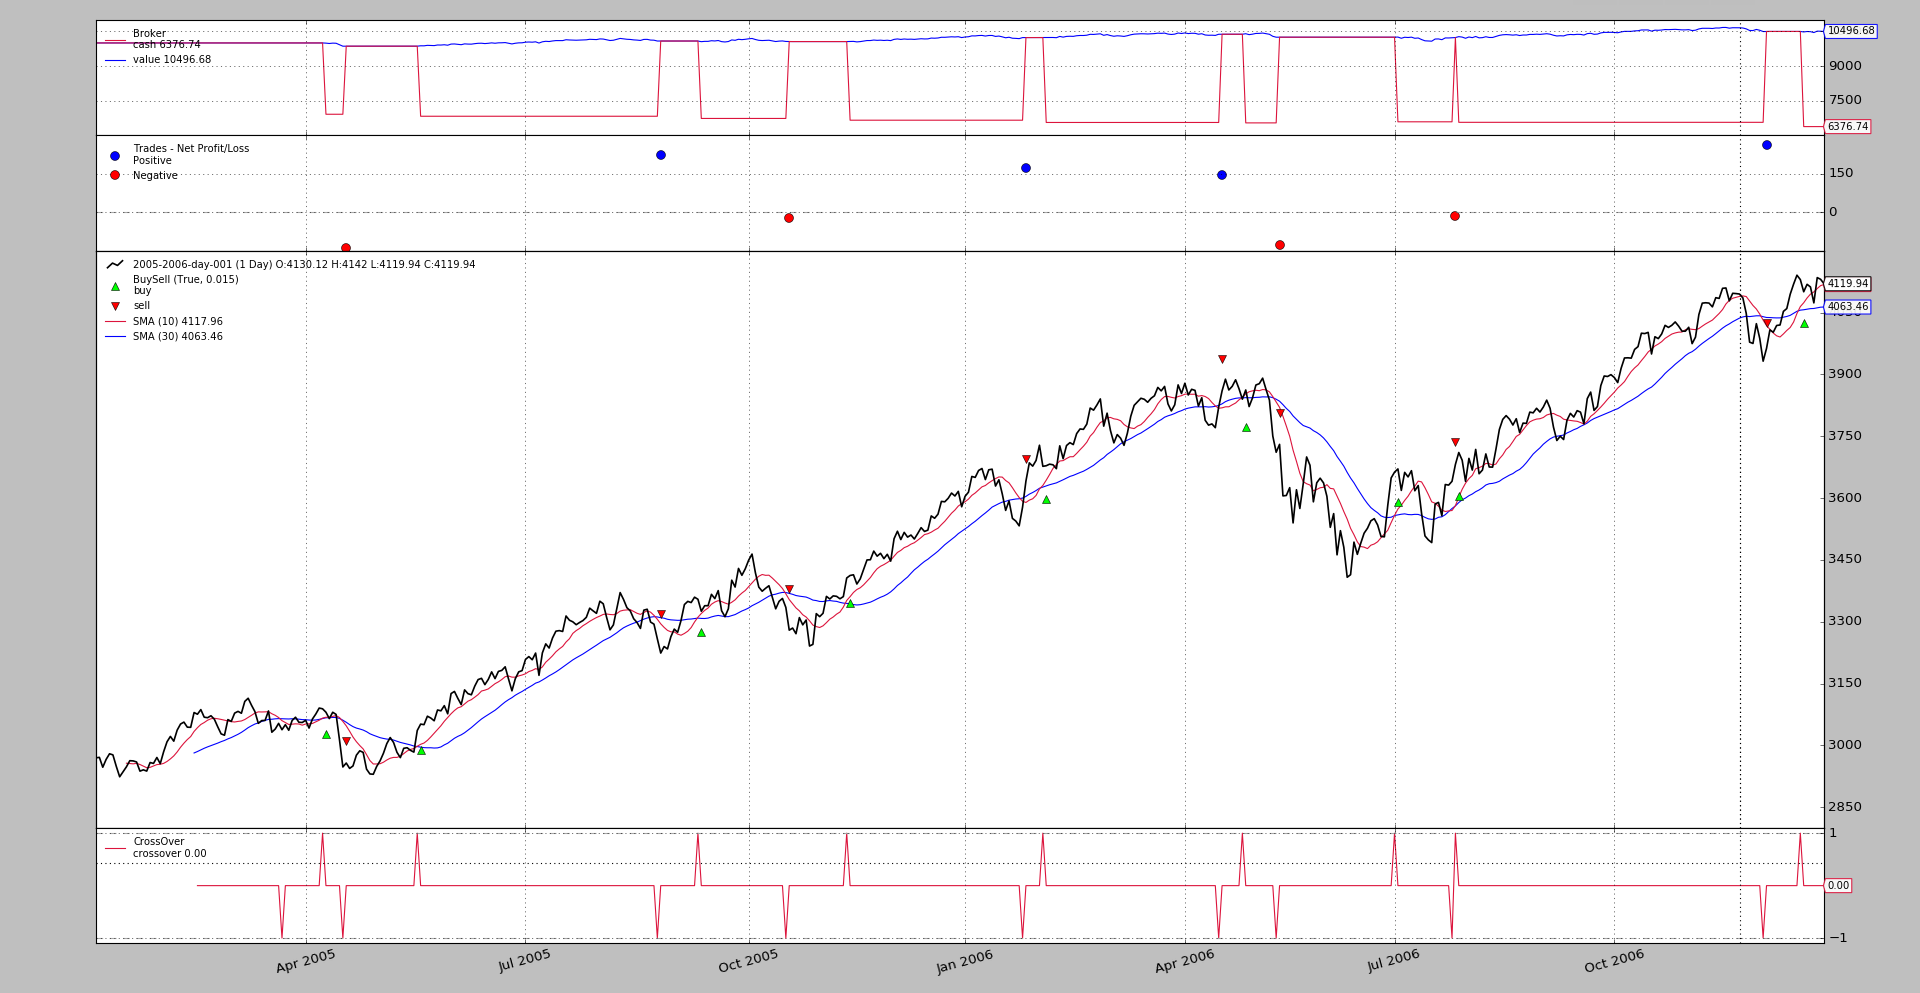 Broker
cash 6376.74
value 10496.68
10496.68
9000
7500
6376.74
Trades - Net Profit/Loss
Positive
Negative
150
0
2005-2006-day-001 (1 Day) O:4130.12 H:4142 L:4119.94 C:4119.94
BuySell (True, 0.015)
buy
sell
SMA (10) 4117.96
SMA (30) 4063.46
4119.94
4063.46
3900
3750
3600
3450
3300
3150
3000
2850
CrossOver
crossover 0.00
1
0.00
−1
Apr 2005
Jul 2005
Oct 2005
Jan 2006
Apr 2006
Jul 2006
Oct 2006